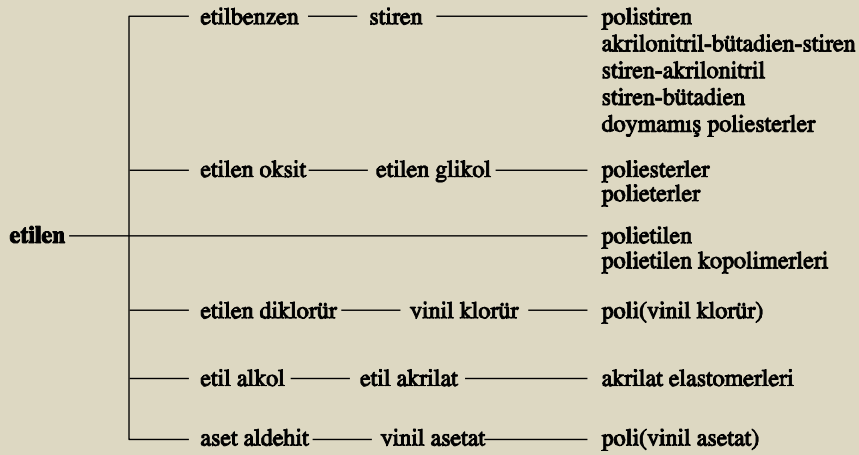 etilbenzen stiren polistiren
akrilonitril-bütadien-stiren
stiren-akrilonitril
stiren-bütadien
doymamış poliesterler
etilen oksit etilen glikol poliesterler
polieterler
etilen polietilen
polietilen kopolimerleri
etilen diklorür vinil klorür poli(vinil klorür)
etil alkol etil akrilat akrilat elastomerleri
aset aldehit vinil asetat poli(vinil asetat)